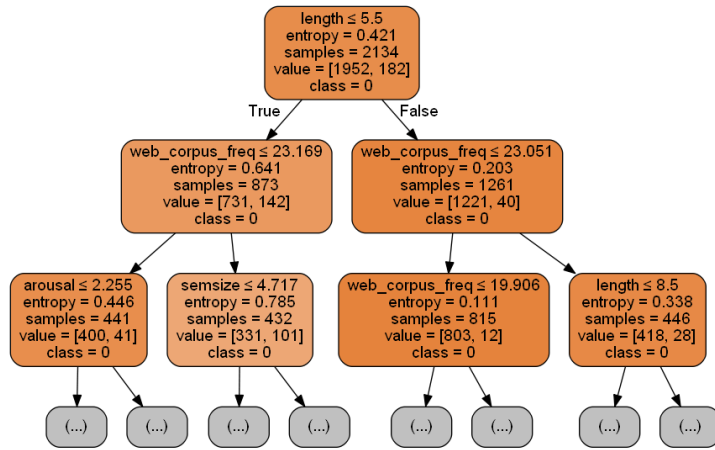 length ≤ 5.5
entropy = 0.421
samples = 2134
value = [1952, 182]
class = 0
True
False
web_corpus_freq ≤ 23.169
entropy = 0.641
samples = 873
value = [731, 142]
class = 0
web_corpus_freq ≤ 23.051
entropy = 0.203
samples = 1261
value = [1221, 40]
class = 0
arousal ≤ 2.255
entropy = 0.446
samples = 441
value = [400, 41]
class = 0
semsize ≤ 4.717
entropy = 0.785
samples = 432
value = [331, 101]
class = 0
web_corpus_freq ≤ 19.906
entropy = 0.111
samples = 815
value = [803, 12]
class = 0
length ≤ 8.5
entropy = 0.338
samples = 446
value = [418, 28]
class = 0
(...)
(...)
(...)
(...)
(...)
(...)
(...)
(...)